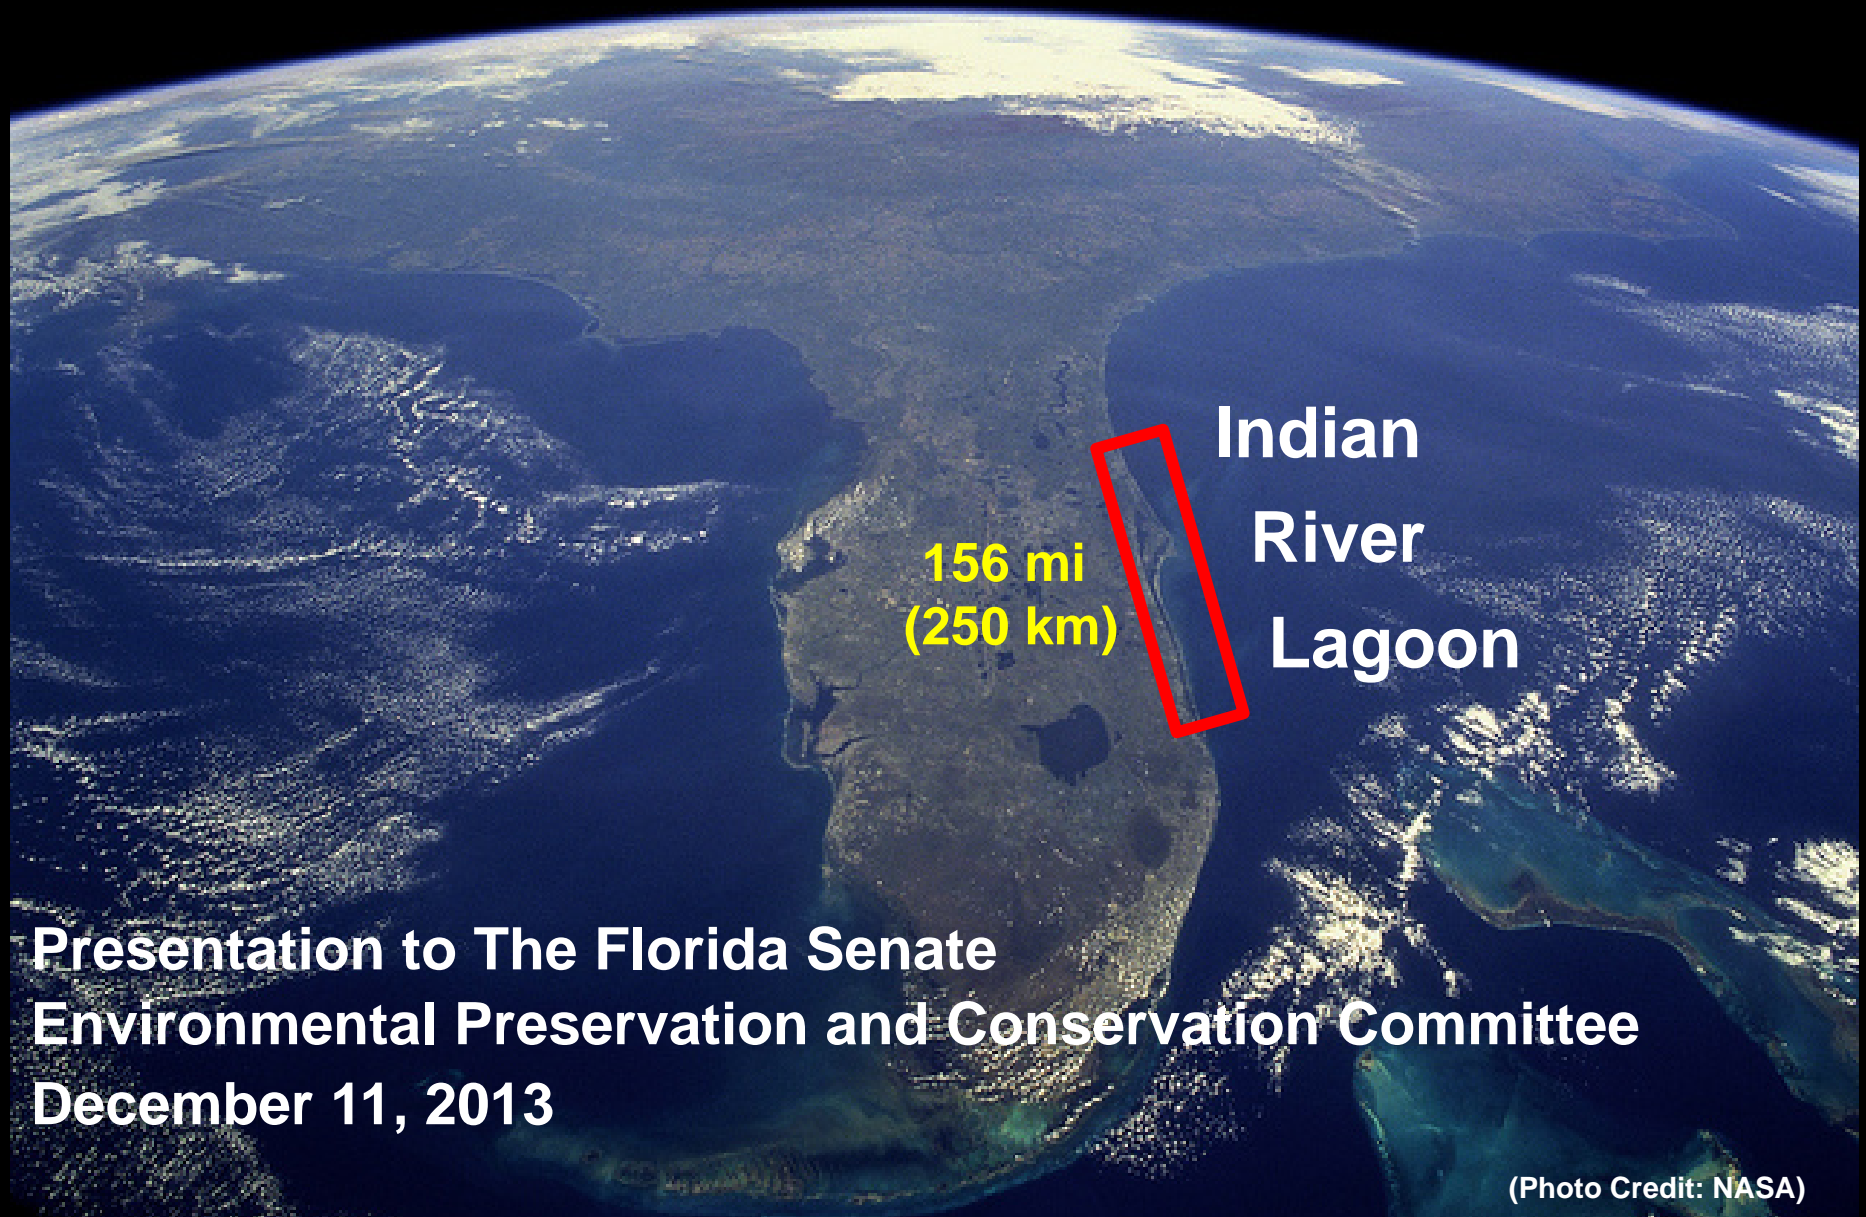 Indian
River
Lagoon
156 mi
(250 km)
Presentation to The Florida Senate
Environmental Preservation and Conservation Committee
December 11, 2013
(Photo Credit: NASA)